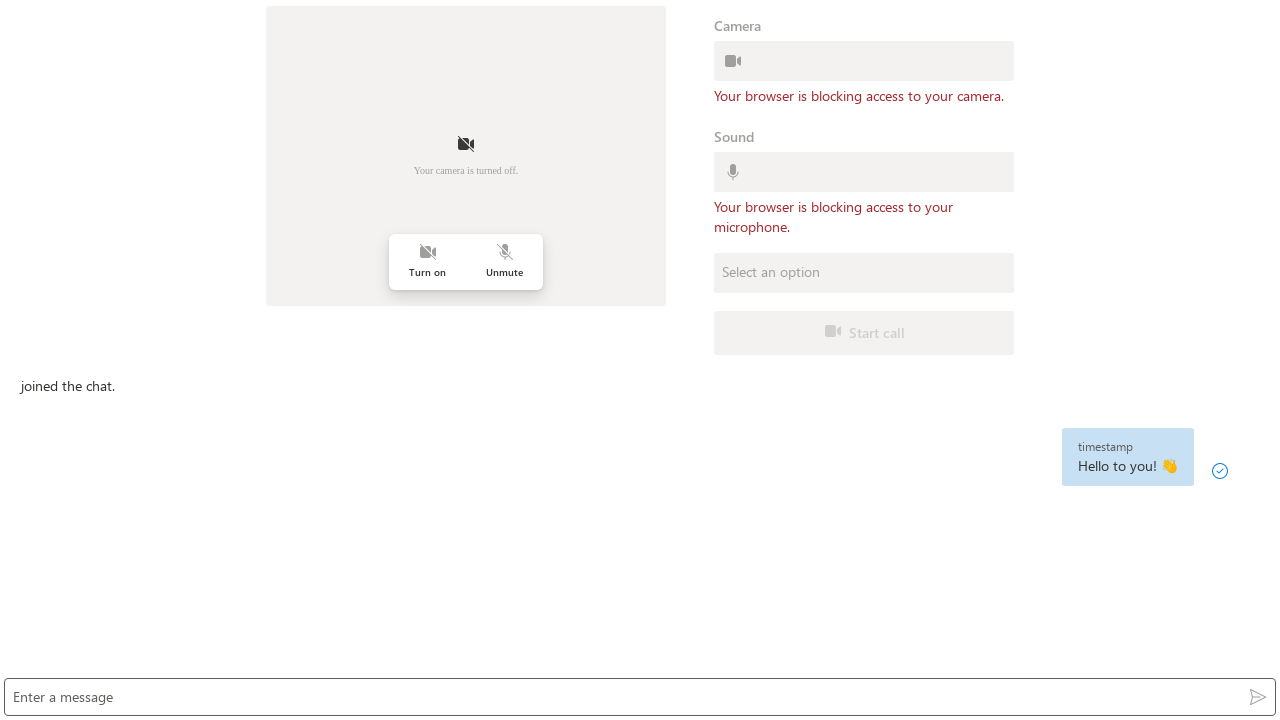 Camera
Your browser is blocking access to your camera.
Your camera is turned off.
Turn on
Unmute
Sound
Your browser is blocking access to your
microphone.
Select an option
Start call
joined the chat.
timestamp
Hello to you! 👋
Enter a message